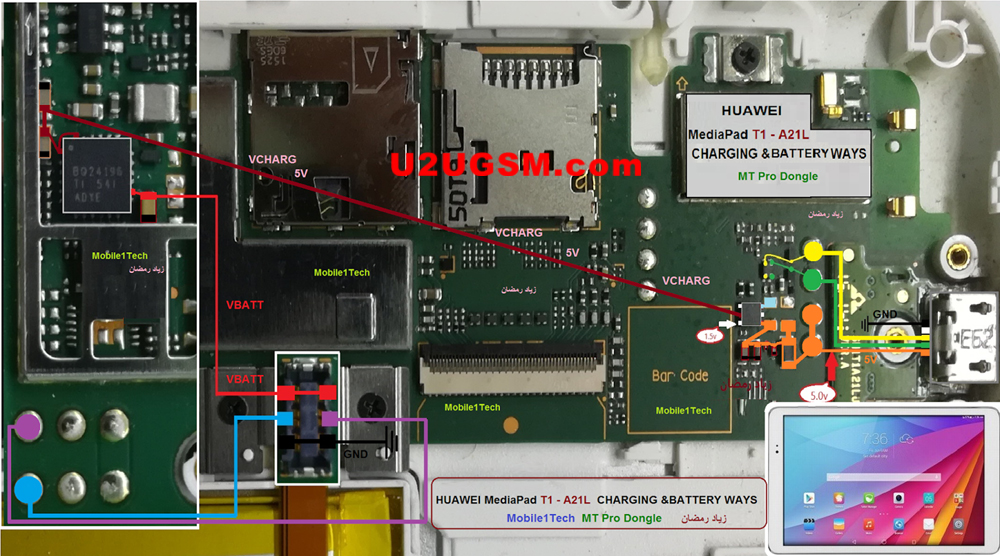 1525
60DES
HUAWEI
MediaPad T1 - A21L
CHARGING &BATTERY WAYS
MT Pro Dongle
زياد رمضان
VCHARG
5V
U2UGSM.com
B924196
TI 541
VCHARG
5V
Mobile1Tech
زياد رمضان
Mobile1Tech
VCHARG
زياد رمضان
VBATT
GND
1.5v
E62
5V
VBATT
Bar Code
زياد رمضان
5.0v
Mobile1Tech
Mobile1Tech
7:36
GND
HUAWEI MediaPad T1 - A21L CHARGING &BATTERY WAYS
Mobile1Tech MT Pro Dongle زياد رمضان